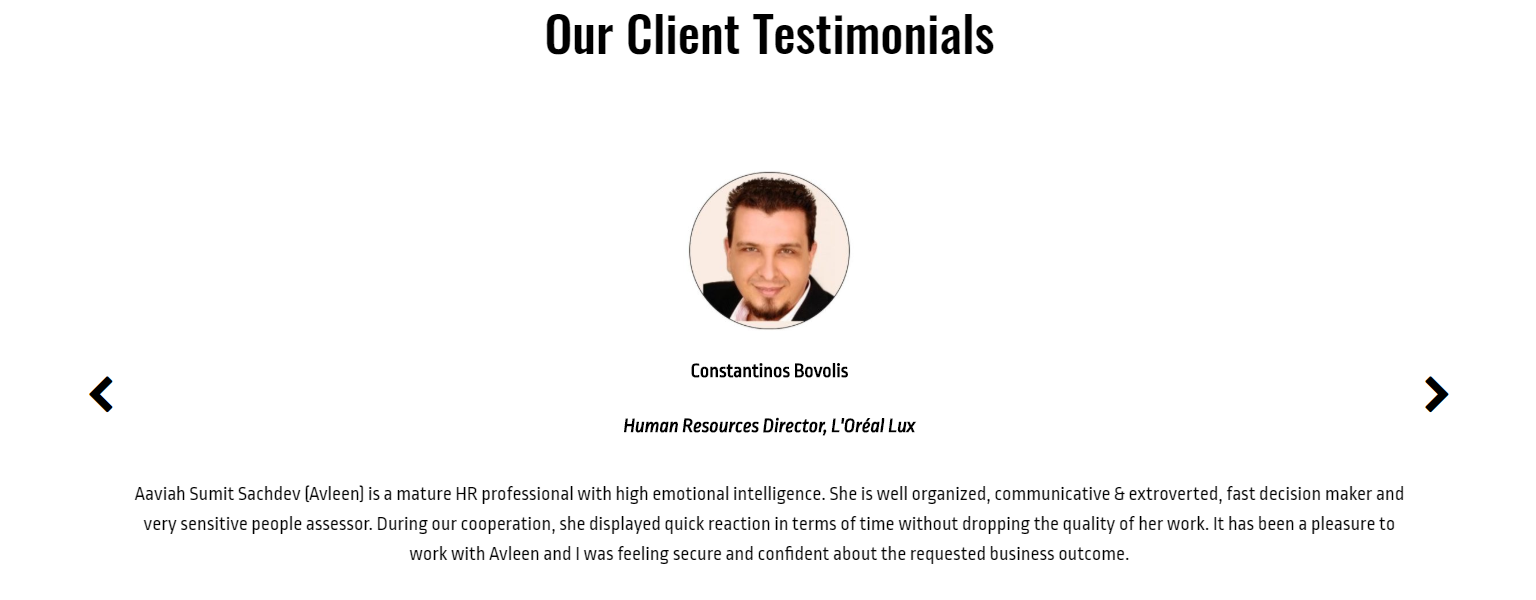 Our Client Testimonials
Constantinos Bovolis
Human Resources Director, L'Oréal Lux
Aaviah Sumit Sachdev (Avleen) is a mature HR professional with high emotional intelligence. She is well organized, communicative & extroverted, fast decision maker and
very sensitive people assessor. During our cooperation, she displayed quick reaction in terms of time without dropping the quality of her work. It has been a pleasure to
work with Avleen and I was feeling secure and confident about the requested business outcome.